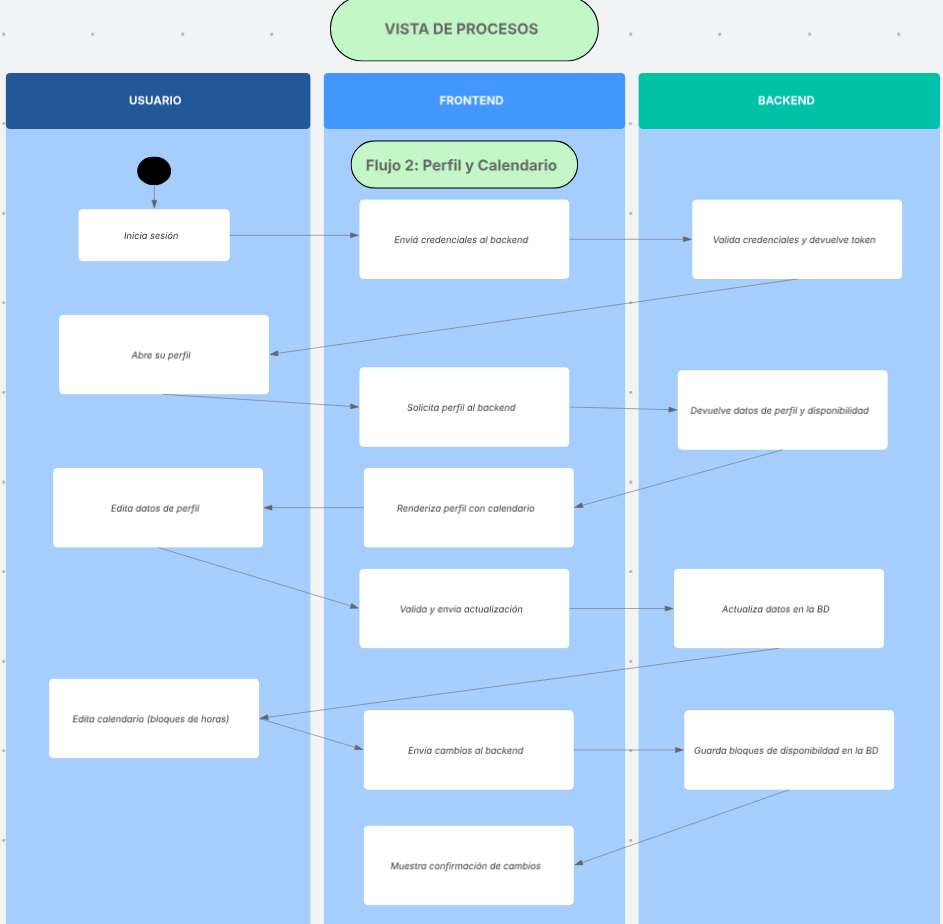 VISTA DE PROCESOS
USUARIO
FRONTEND
BACKEND
Flujo 2: Perfil y Calendario
Inicia sesión
Enviá credenciales al backend
Valida credenciales y devuelve token
Abre su perfil
Solicita perfil al backend
Devuelve datos de perfil y disponibilidad
Edita datos de perfil
Renderiza perfil con calendario
Valida y envía actualización
Actualiza datos en la BD
Edita calendario (bloques de horas)
Envía cambios al backend
Guarda bloques de disponibildad en la BD
Muestra confirmación de cambios